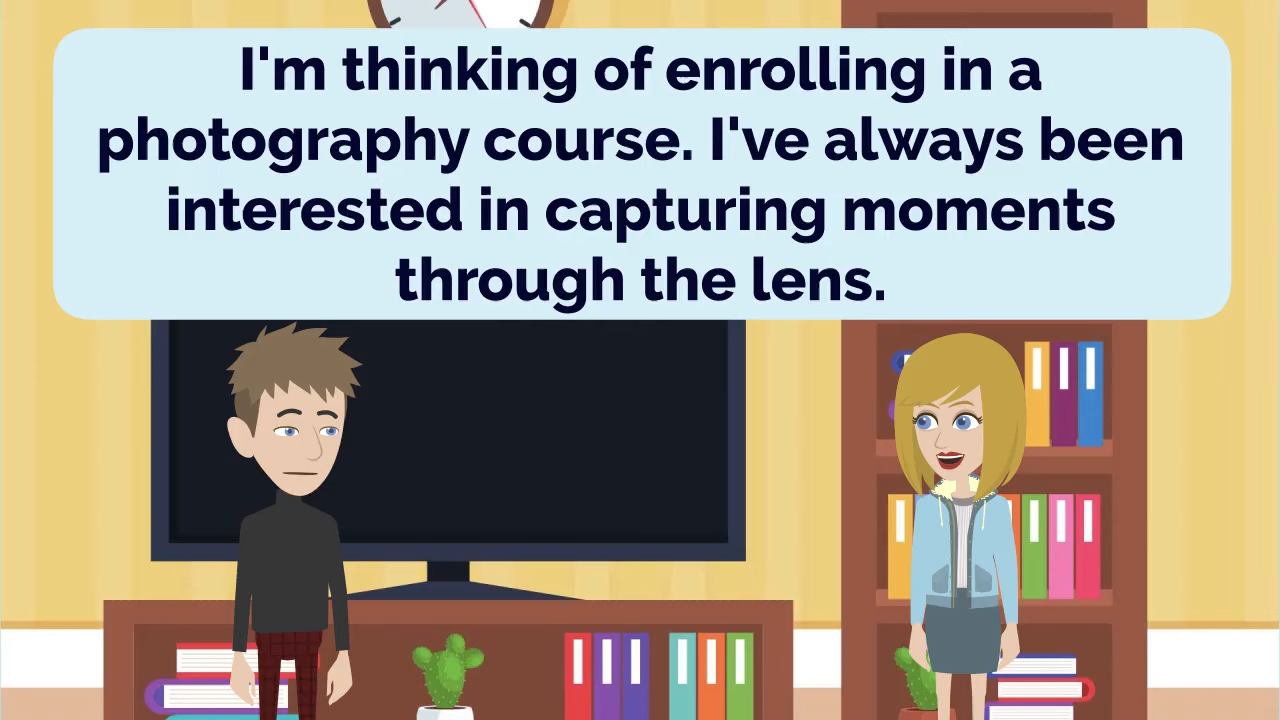 I'm thinking of enrolling in a
photography course. I've always been
interested in capturing moments
through the lens.